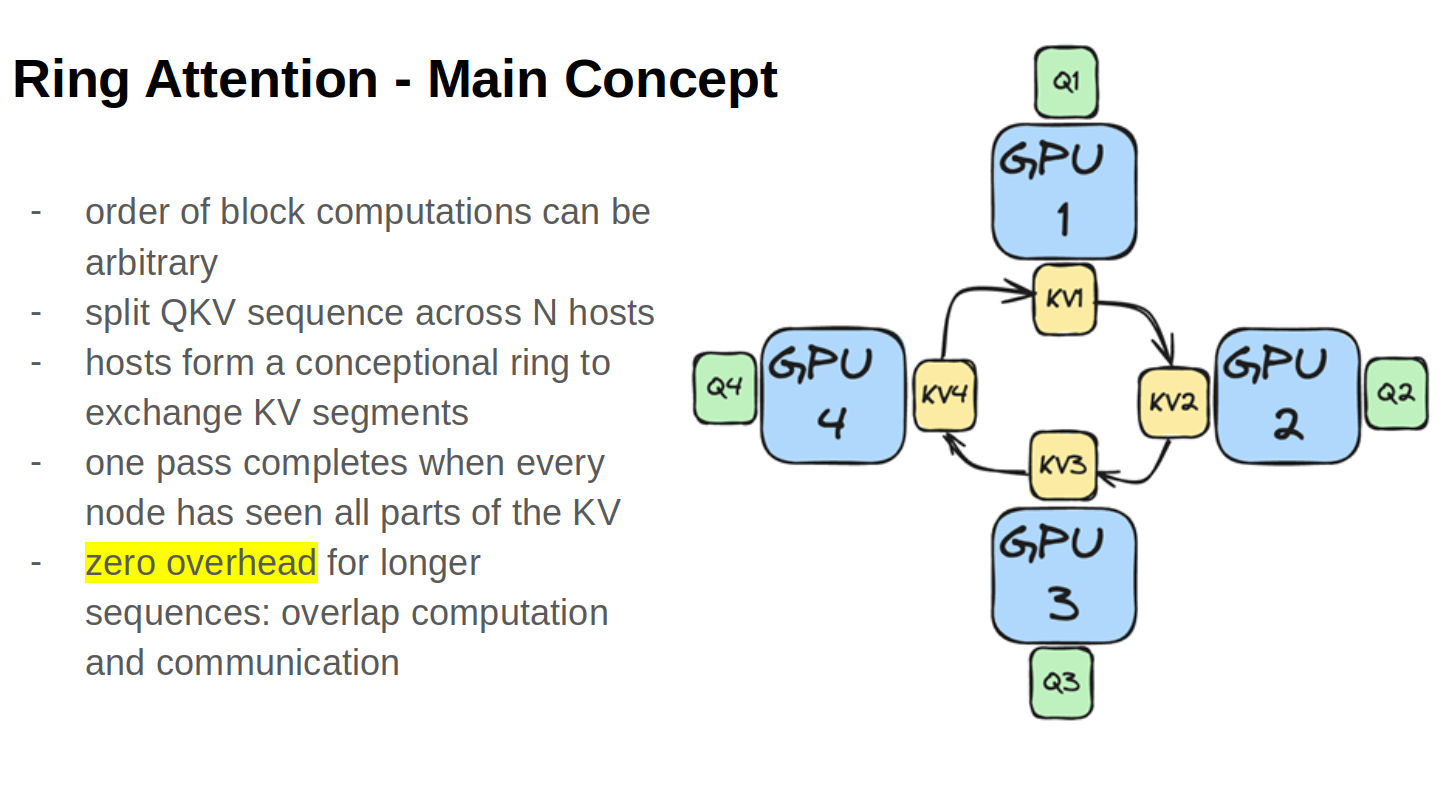 Ring Attention - Main Concept
- order of block computations can be
arbitrary
- split QKV sequence across N hosts
- hosts form a conceptional ring to
exchange KV segments
- one pass completes when every
node has seen all parts of the KV
- zero overhead for longer
sequences: overlap computation
and communication
Q1
GPU
1
KV1
Q4
GPU
4
KV4
KV2
GPU
2
Q2
KV3
GPU
3
Q3